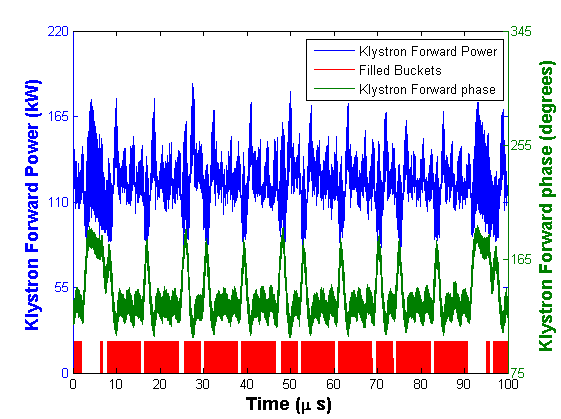 220
165
110
55
0
Klystron Forward Power (kW)
Klystron Forward Power
Filled Buckets
Klystron Forward phase
345
255
165
75
Klystron Forward phase (degrees)
0 10 20 30 40 50 60 70 80 90 100
Time (μ s)